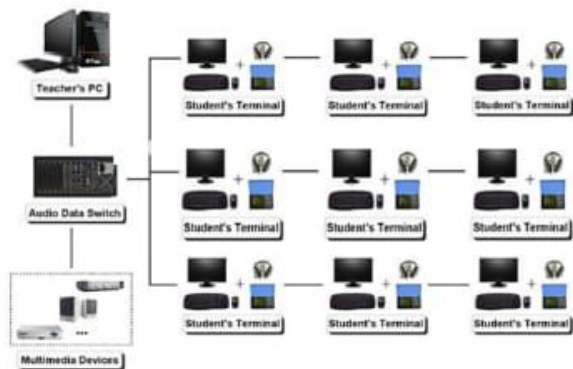 Teacher's PC
Student's Terminal Student's Terminal Student's Terminal
Audio Data Switch
Student's Terminal Student's Terminal Student's Terminal
Multimedia Devices
Student's Terminal Student's Terminal Student's Terminal